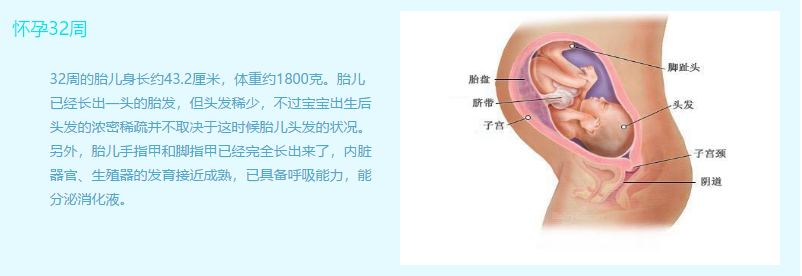 怀孕32周
32周的胎儿身长约43.2厘米，体重约1800克。胎儿
已经长出一头的胎发，但头发稀少，不过宝宝出生后
头发的浓密稀疏并不取决于这时候胎儿头发的状况。
另外，胎儿手指甲和脚指甲已经完全长出来了，内脏
器官、生殖器的发育接近成熟，已具备呼吸能力，能
分泌消化液。
脚趾头
胎盘
脐带
头发
子宫
子宫颈
阴道